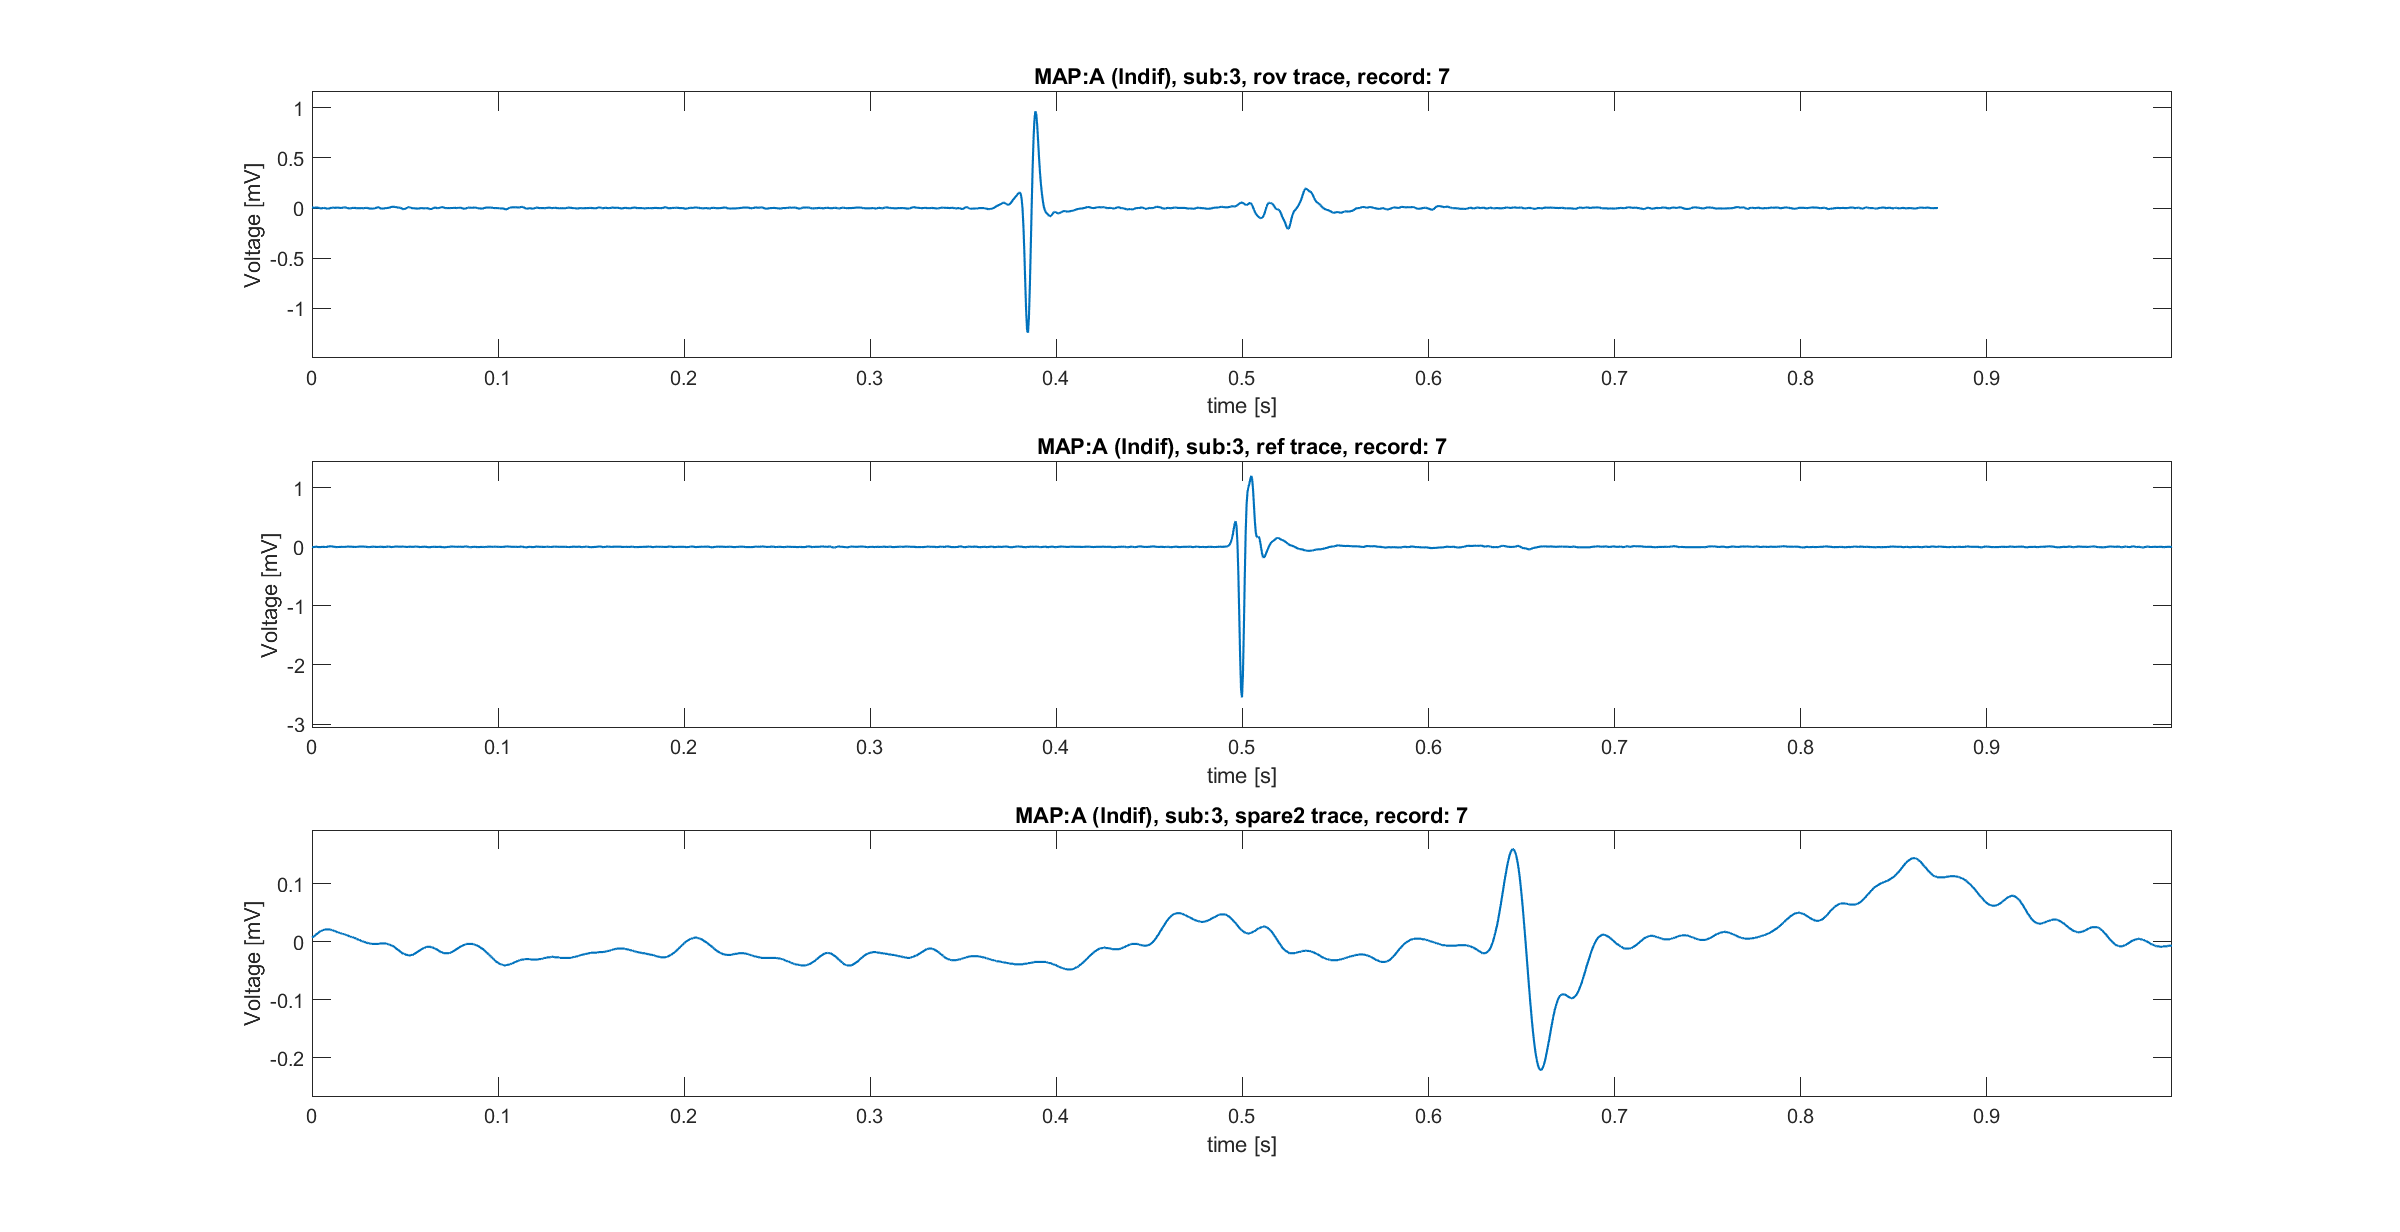 MAP:A (Indif), sub:3, rov trace, record: 7
Voltage [mV]
1
0.5
0
-0.5
-1
0 0.1 0.2 0.3 0.4 0.5 0.6 0.7 0.8 0.9
time [s]
MAP:A (Indif), sub:3, ref trace, record: 7
Voltage [mV]
1
0
-1
-2
-3
0 0.1 0.2 0.3 0.4 0.5 0.6 0.7 0.8 0.9
time [s]
MAP:A (Indif), sub:3, spare2 trace, record: 7
Voltage [mV]
0.1
0
-0.1
-0.2
0 0.1 0.2 0.3 0.4 0.5 0.6 0.7 0.8 0.9
time [s]